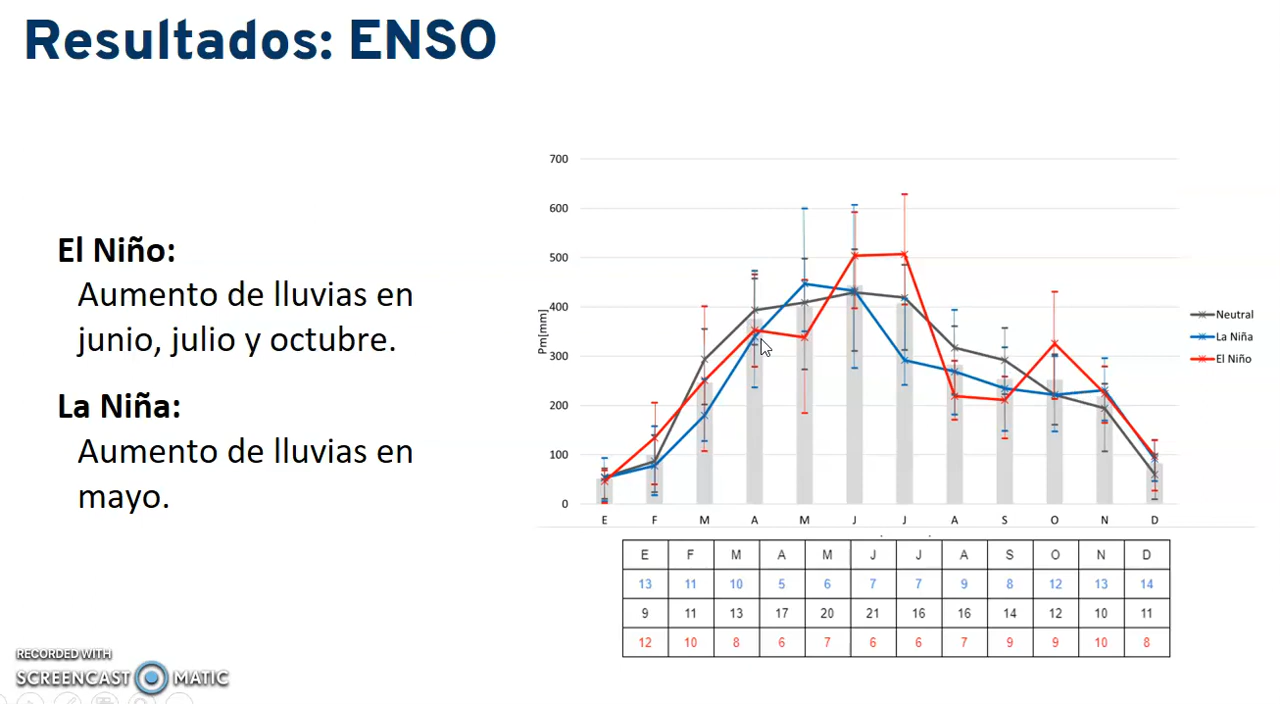 Resultados: ENSO
El Niño:
Aumento de lluvias en
junio, julio y octubre.
La Niña:
Aumento de lluvias en
mayo.
700
600
500
400
300
200
100
0
Pm[mm]
E F M A M J J A S O N D
Neutral
La Niña
El Niño
E F M A M J J A S O N D
13 11 10 5 6 7 7 9 8 12 13 14
9 11 13 17 20 21 16 16 14 12 10 11
12 10 8 6 7 6 6 7 9 9 10 8
RECORDED WITH
SCREENCAST MATIC